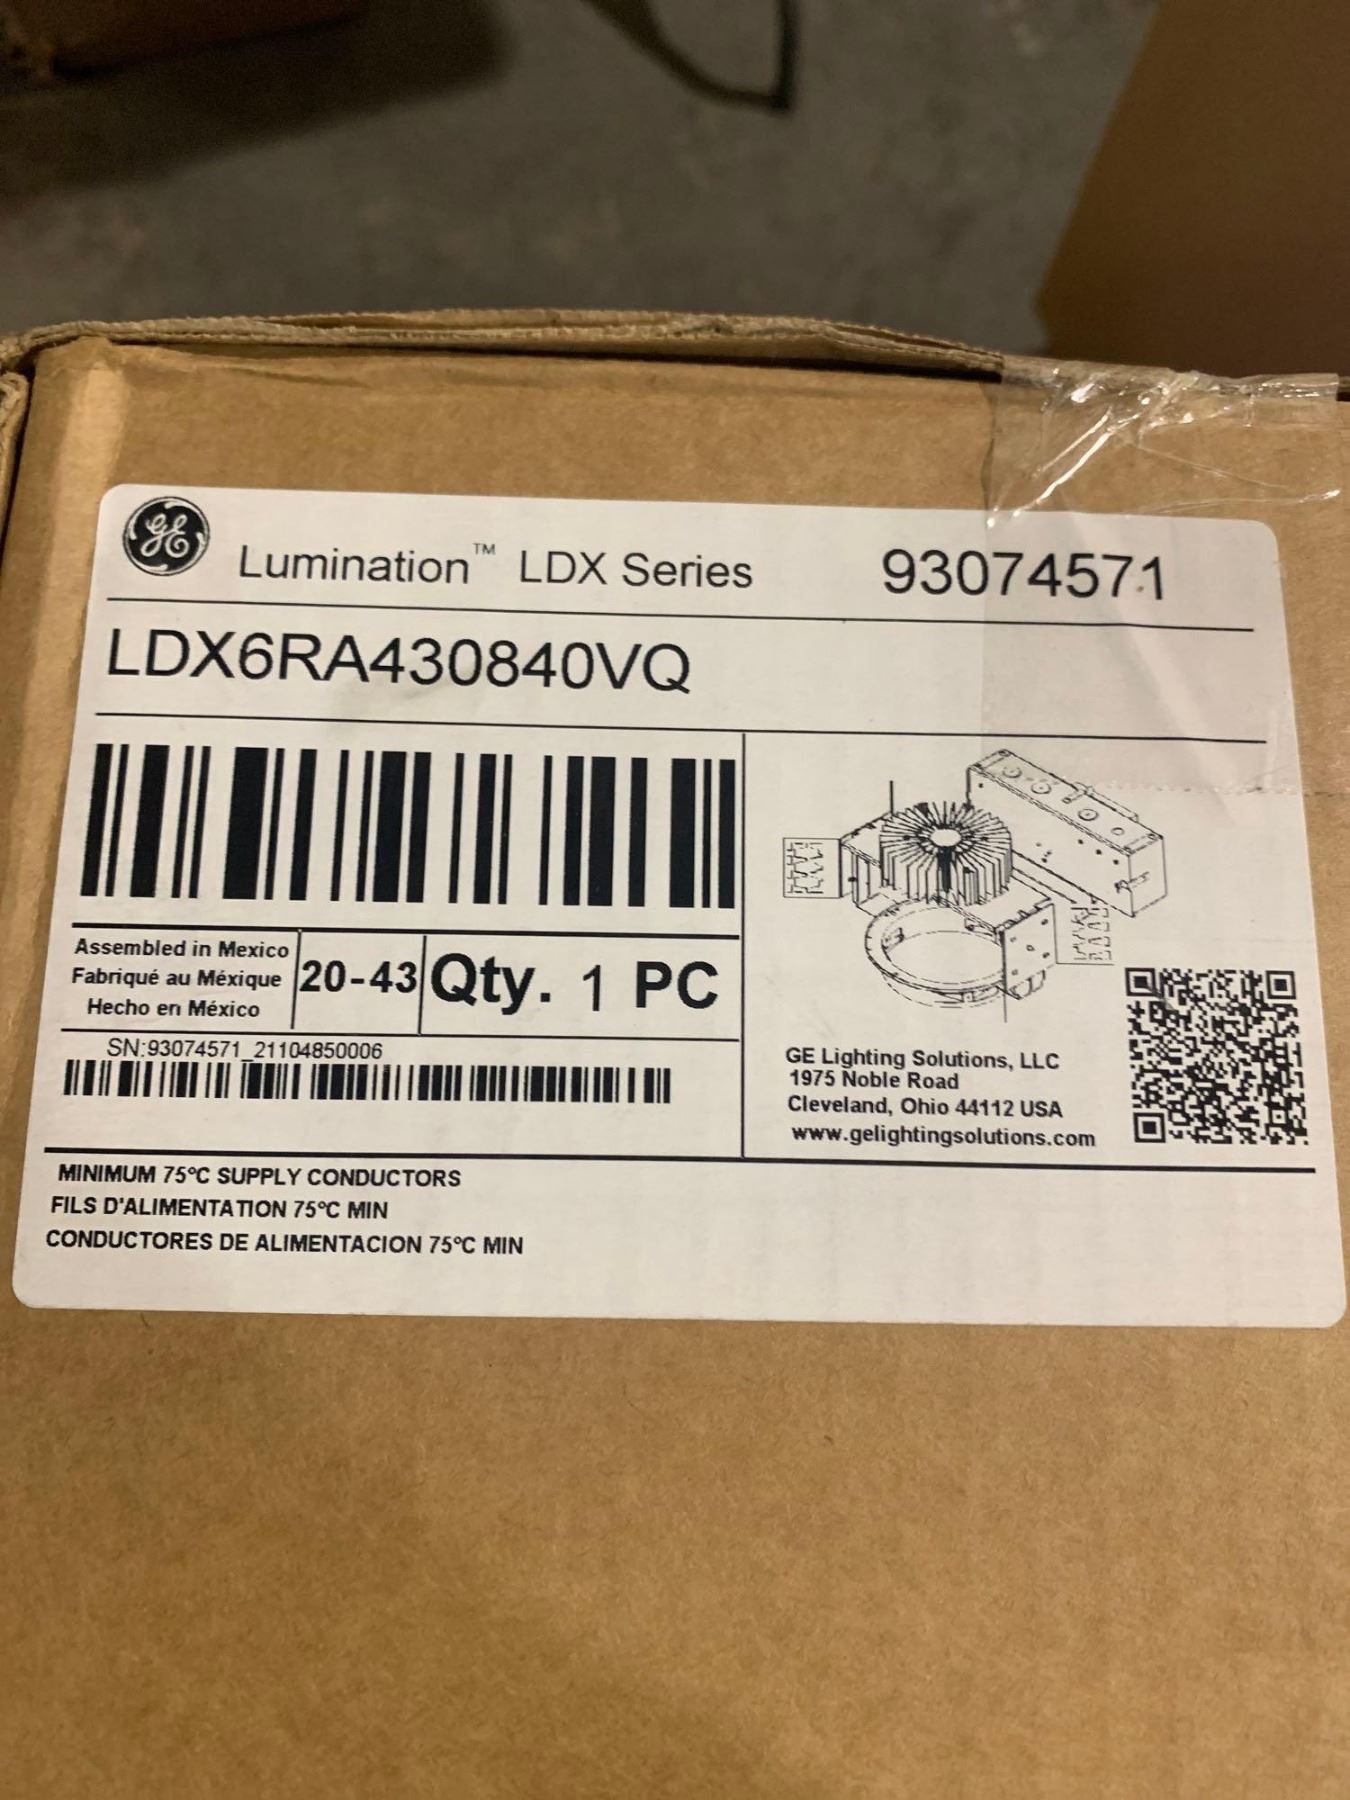 GE Lumination™ LDX Series 93074571
LDX6RA430840VQ
Assembled in Mexico
Fabriqué au Méxique
Hecho en México
20-43
Qty. 1 PC
SN:93074571_21104850006
GE Lighting Solutions, LLC
1975 Noble Road
Cleveland, Ohio 44112 USA
www.gelightingsolutions.com
MINIMUM 75°C SUPPLY CONDUCTORS
FILS D'ALIMENTATION 75°C MIN
CONDUCTORES DE ALIMENTACION 75°C MIN